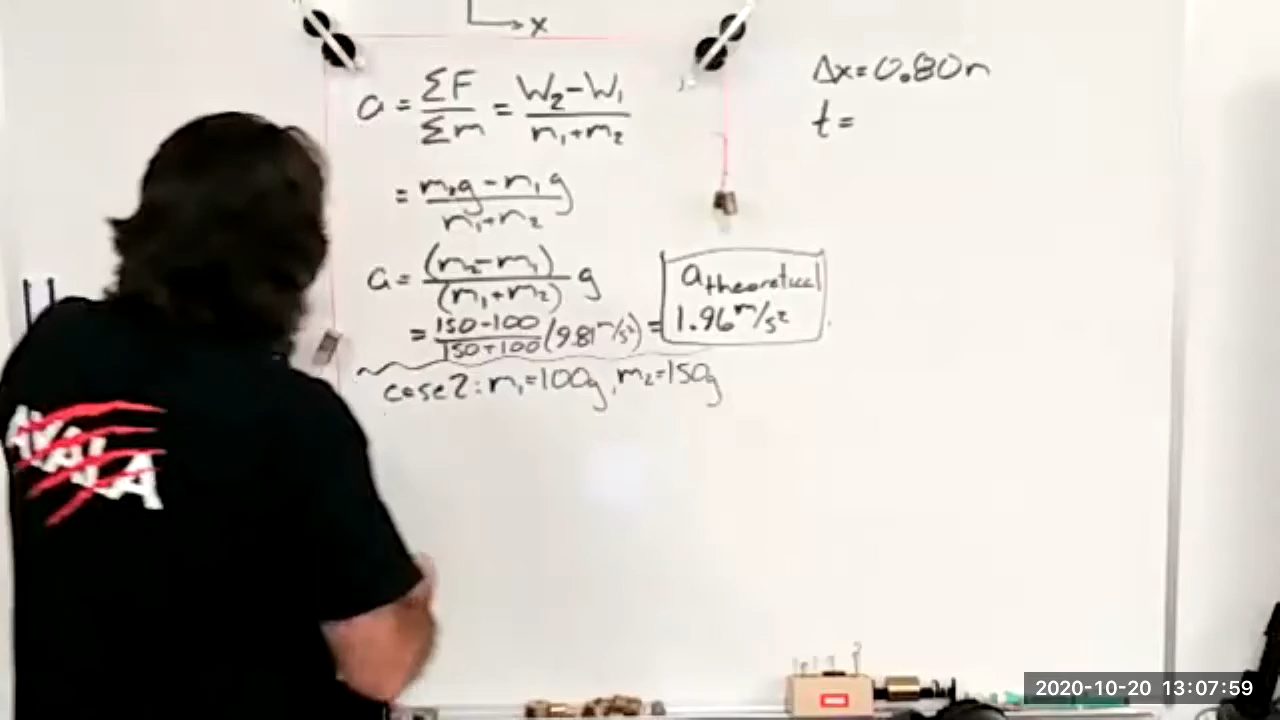 x
a = ΣF/Σm = W₂-W₁/m₁+m₂
= m₂g - m₁g/m₁+m₂
a = (m₂-m₁)/(m₁+m₂) g
= 150-100/150+100 (9.81 m/s²) =
a theoretical
1.96 m/s²
case 2: m₁=100g, m₂=150g
Δx = 0.80m
t =
AVILA
2020-10-20 13:07:59